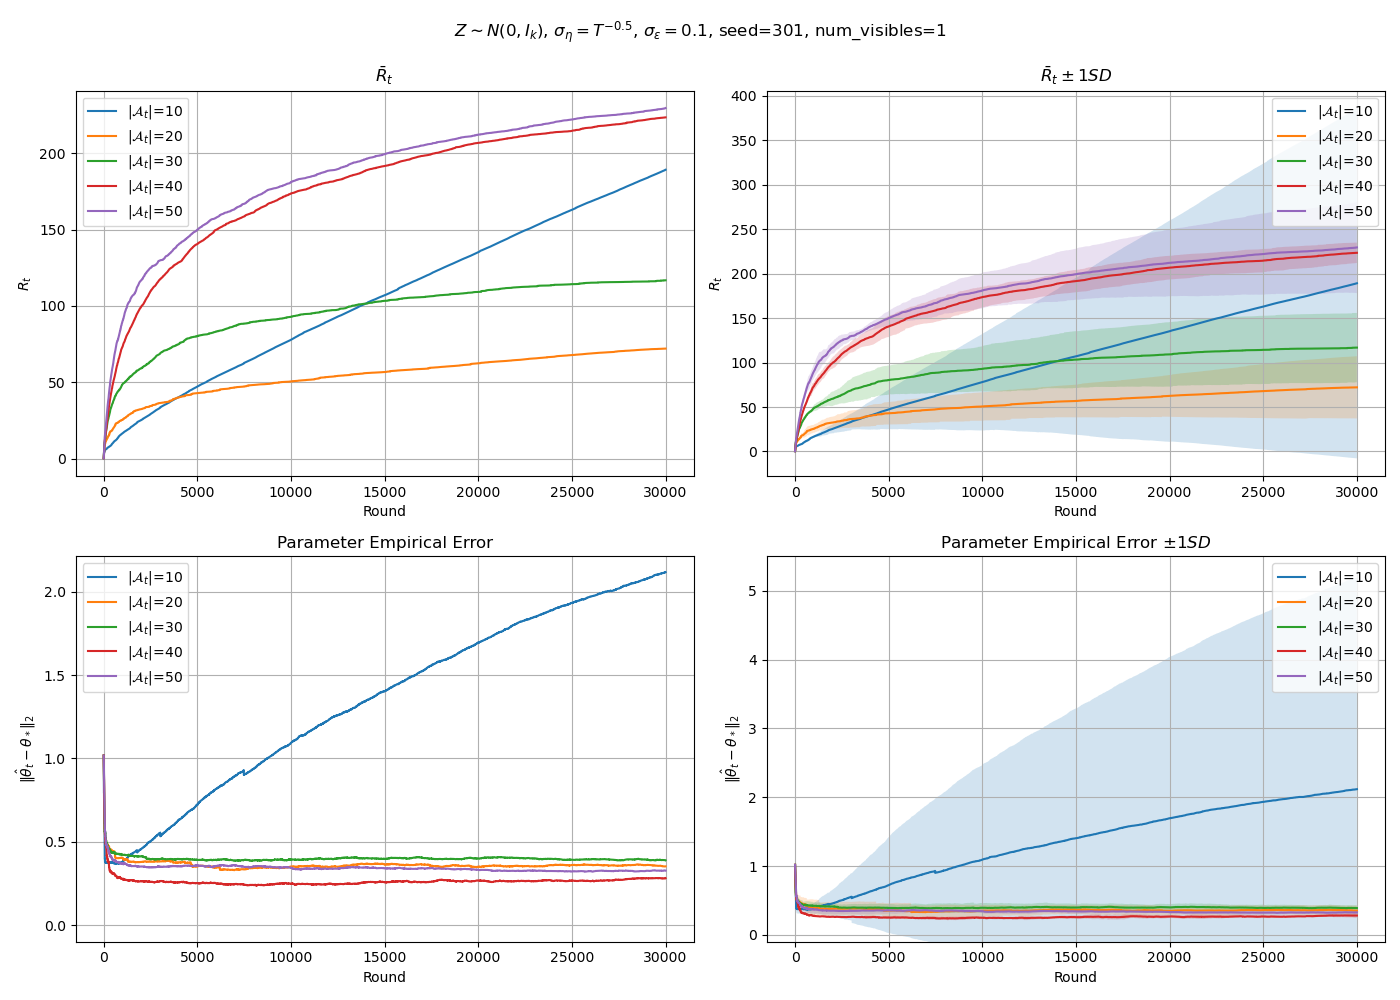 Z ∼ N(0, I_k), σ_η = T^{−0.5}, σ_ε = 0.1, seed=301, num_visibles=1
R̄_t
R_t
200
150
100
50
0
|𝒜_t|=10
|𝒜_t|=20
|𝒜_t|=30
|𝒜_t|=40
|𝒜_t|=50
0 5000 10000 15000 20000 25000 30000
Round
R̄_t ± 1SD
R_t
400
350
300
250
200
150
100
50
0
|𝒜_t|=10
|𝒜_t|=20
|𝒜_t|=30
|𝒜_t|=40
|𝒜_t|=50
0 5000 10000 15000 20000 25000 30000
Round
Parameter Empirical Error
‖θ̂_t − θ_*‖_2
2.0
1.5
1.0
0.5
0.0
|𝒜_t|=10
|𝒜_t|=20
|𝒜_t|=30
|𝒜_t|=40
|𝒜_t|=50
0 5000 10000 15000 20000 25000 30000
Round
Parameter Empirical Error ±1SD
‖θ̂_t − θ_*‖_2
5
4
3
2
1
0
|𝒜_t|=10
|𝒜_t|=20
|𝒜_t|=30
|𝒜_t|=40
|𝒜_t|=50
0 5000 10000 15000 20000 25000 30000
Round